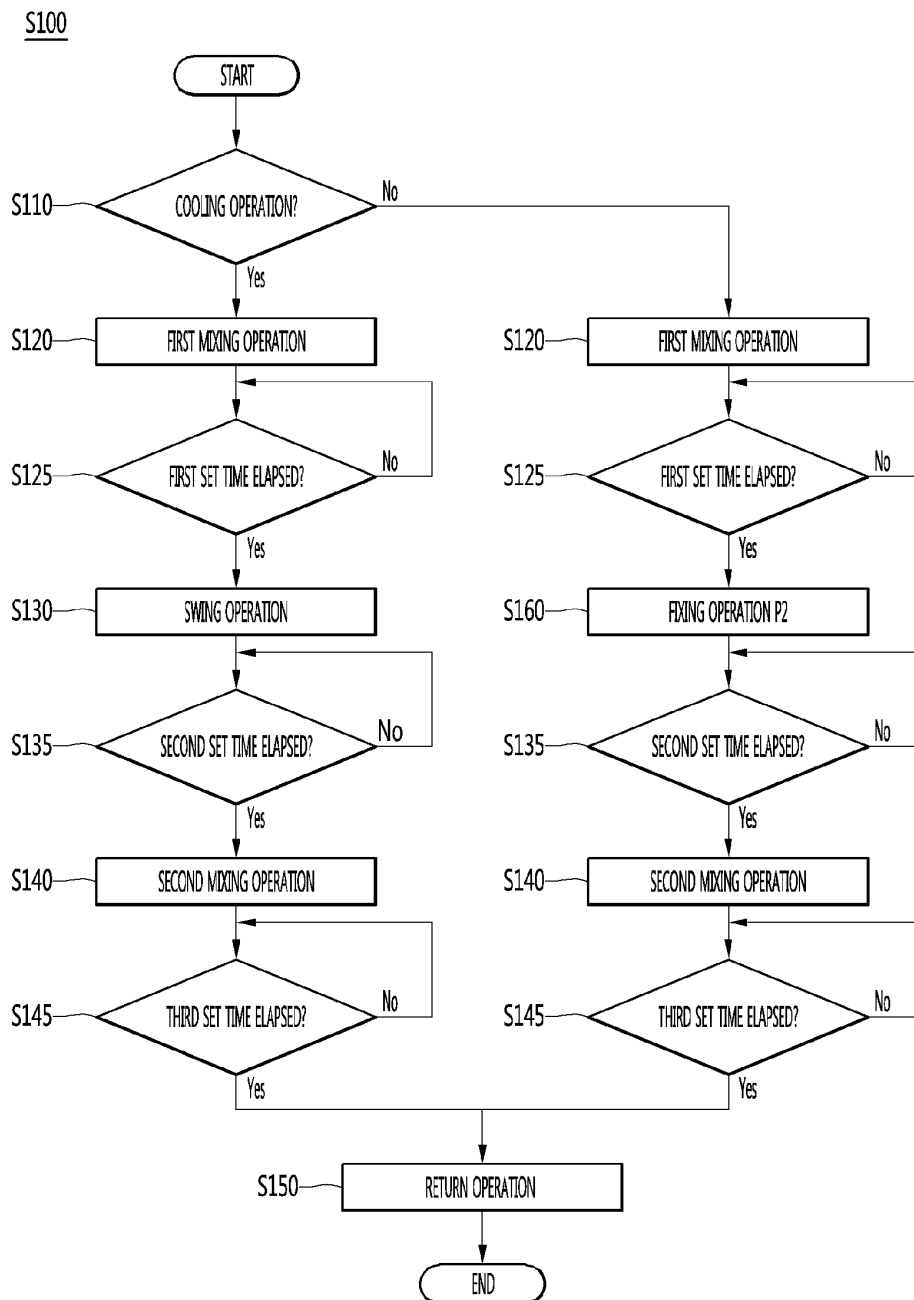 S100
START
S110
COOLING OPERATION?
No
Yes
S120
FIRST MIXING OPERATION
S120
FIRST MIXING OPERATION
S125
FIRST SET TIME ELAPSED?
No
S125
FIRST SET TIME ELAPSED?
No
Yes
Yes
S130
SWING OPERATION
S160
FIXING OPERATION P2
S135
SECOND SET TIME ELAPSED?
No
S135
SECOND SET TIME ELAPSED?
No
Yes
Yes
S140
SECOND MIXING OPERATION
S140
SECOND MIXING OPERATION
S145
THIRD SET TIME ELAPSED?
No
S145
THIRD SET TIME ELAPSED?
No
Yes
Yes
S150
RETURN OPERATION
END